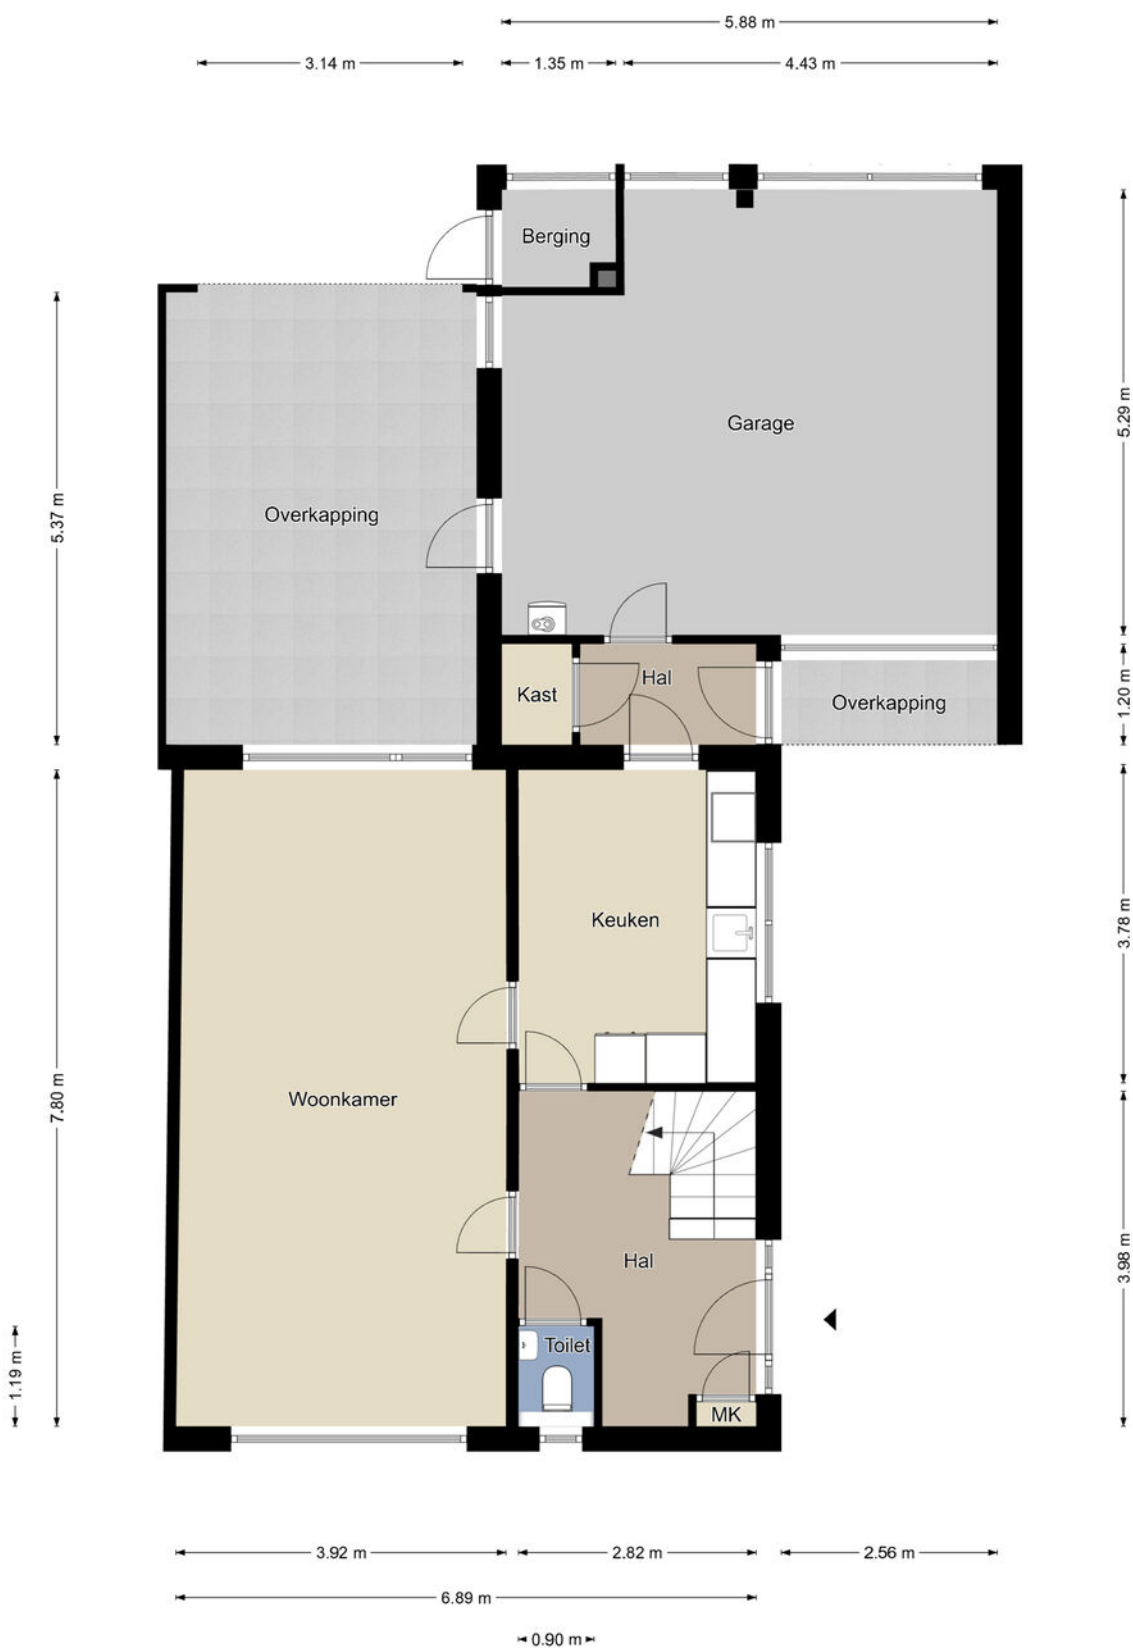 5.88 m
3.14 m
1.35 m
4.43 m
Berging
Garage
5.29 m
Overkapping
5.37 m
Kast
Hal
Overkapping
1.20 m
Keuken
3.78 m
Woonkamer
7.80 m
Hal
3.98 m
Toilet
1.19 m
MK
3.92 m
2.82 m
2.56 m
6.89 m
0.90 m